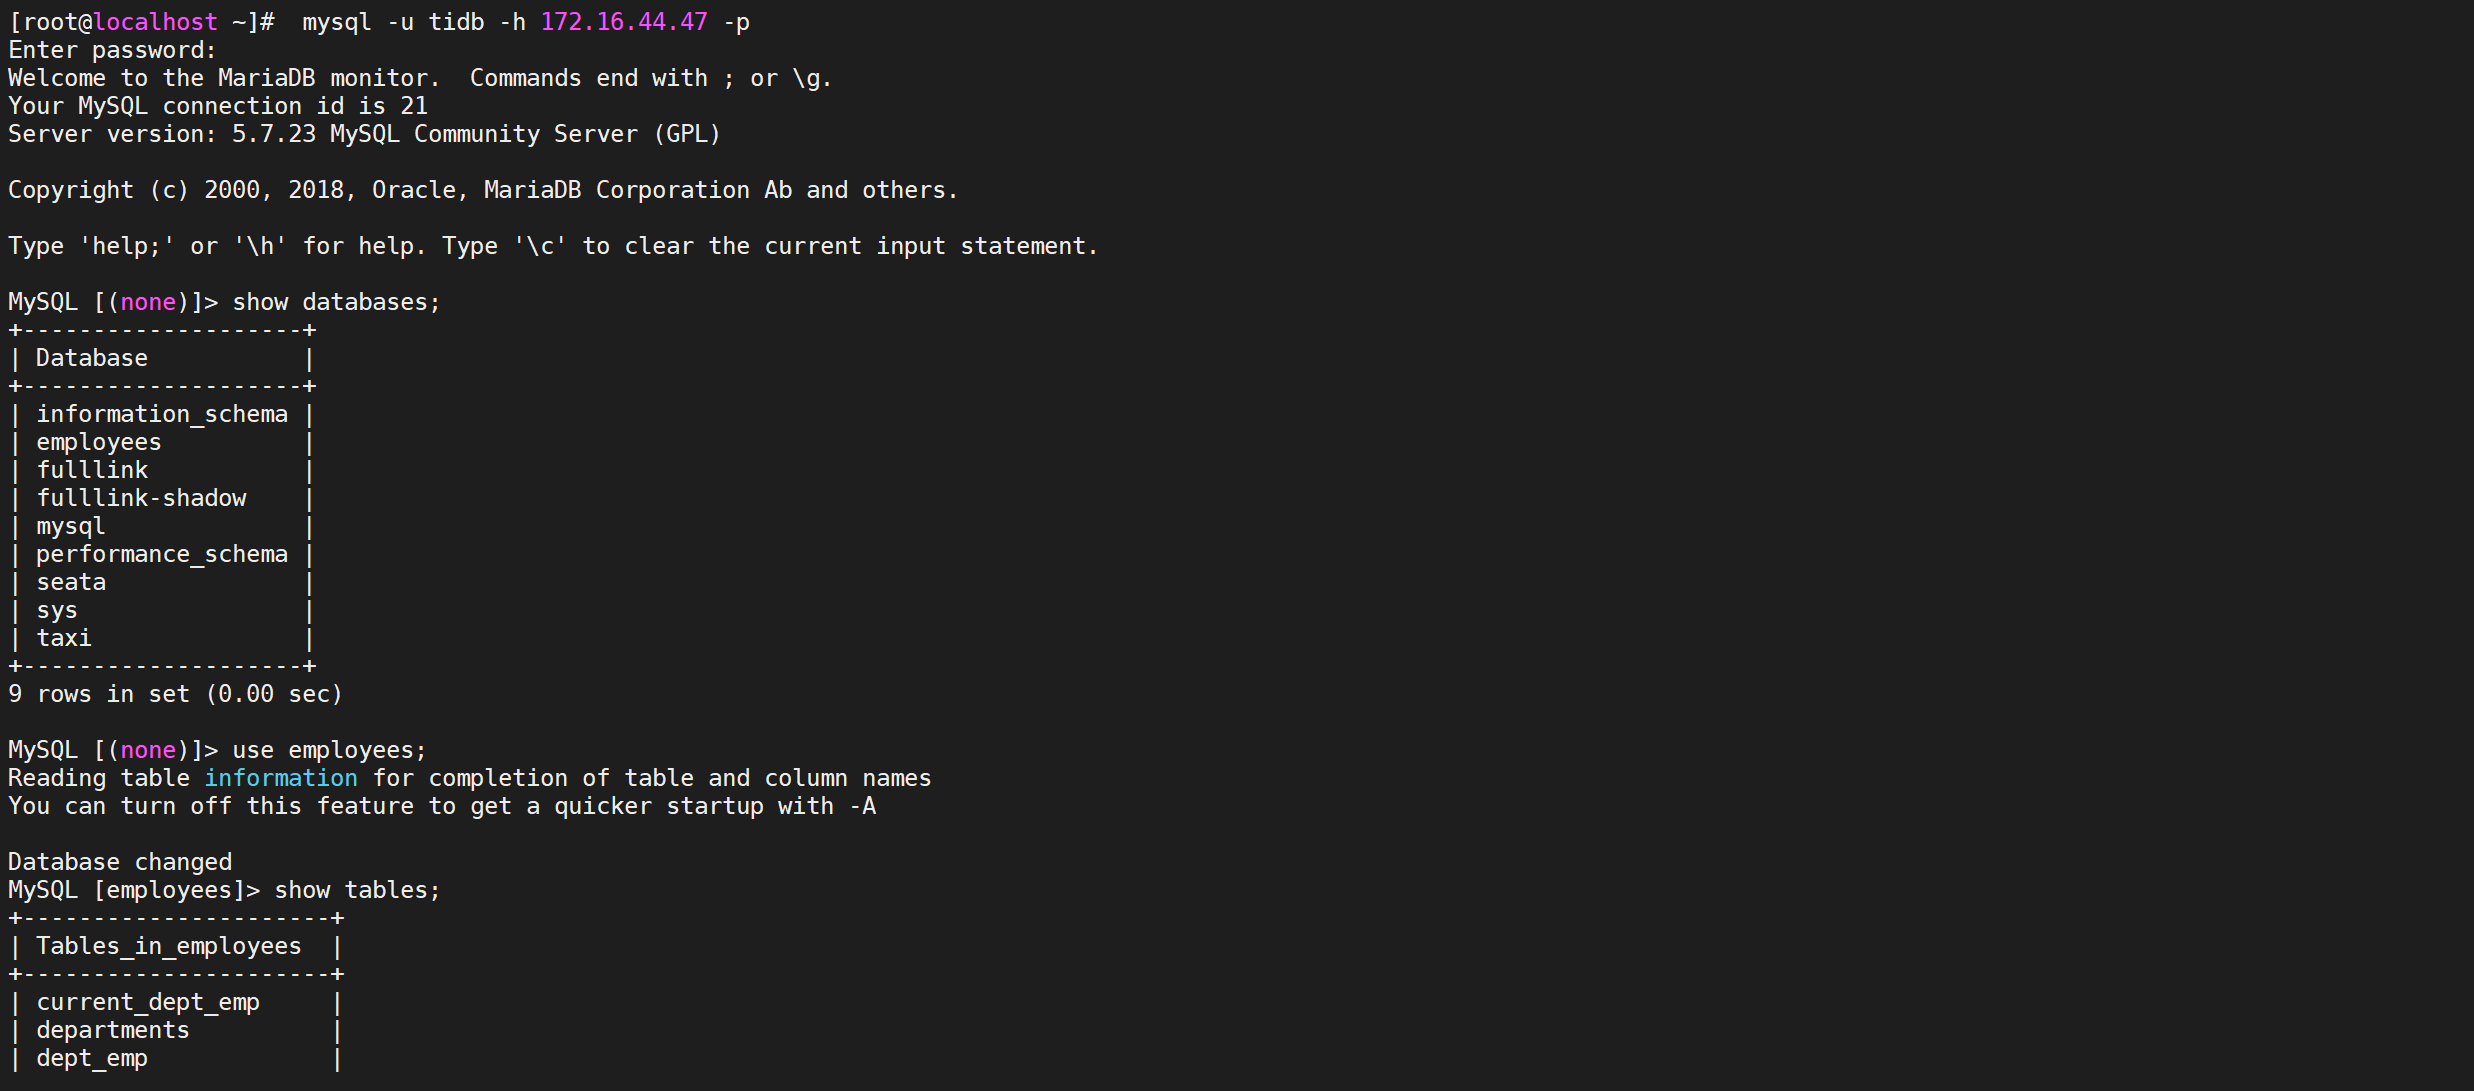 [root@localhost ~]#  mysql -u tidb -h 172.16.44.47 -p
Enter password:
Welcome to the MariaDB monitor.  Commands end with ; or \g.
Your MySQL connection id is 21
Server version: 5.7.23 MySQL Community Server (GPL)

Copyright (c) 2000, 2018, Oracle, MariaDB Corporation Ab and others.

Type 'help;' or '\h' for help. Type '\c' to clear the current input statement.

MySQL [(none)]> show databases;
+--------------------+
| Database           |
+--------------------+
| information_schema |
| employees          |
| fulllink           |
| fulllink-shadow    |
| mysql              |
| performance_schema |
| seata              |
| sys                |
| taxi               |
+--------------------+
9 rows in set (0.00 sec)

MySQL [(none)]> use employees;
Reading table information for completion of table and column names
You can turn off this feature to get a quicker startup with -A

Database changed
MySQL [employees]> show tables;
+----------------------+
| Tables_in_employees  |
+----------------------+
| current_dept_emp     |
| departments          |
| dept_emp             |